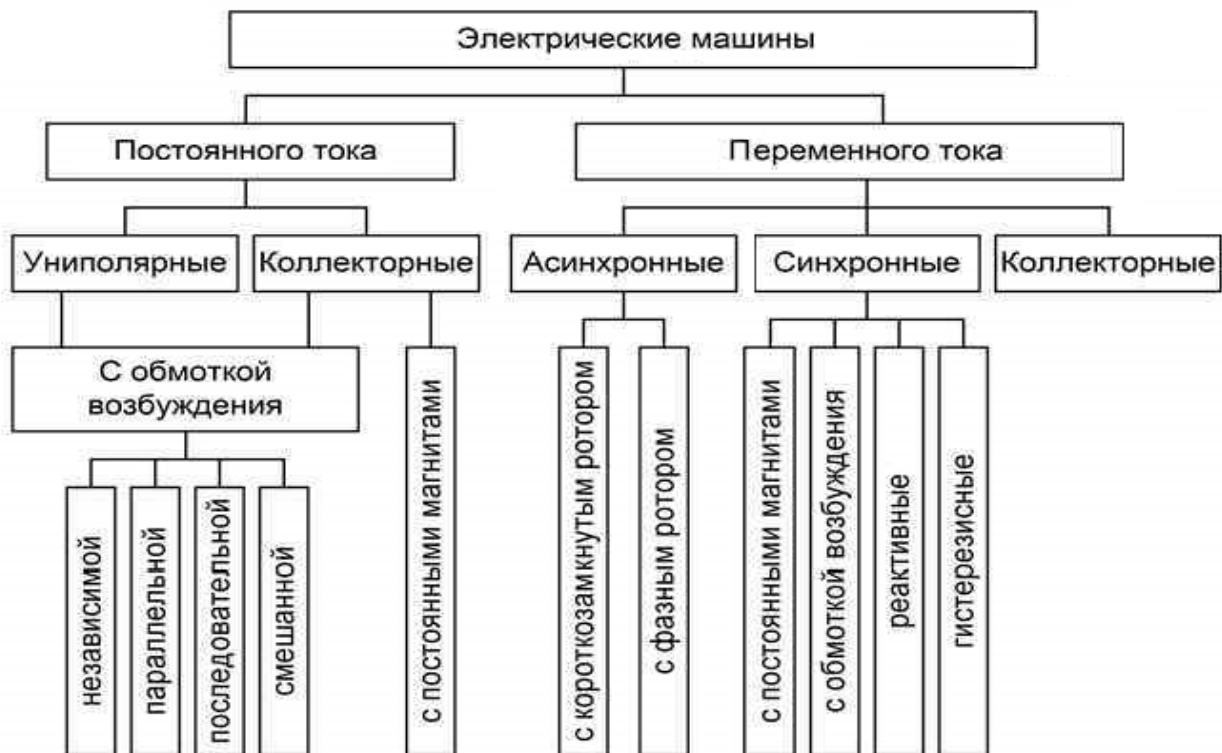 Электрические машины
Постоянного тока
Переменного тока
Униполярные
Коллекторные
Асинхронные
Синхронные
Коллекторные
С обмоткой
возбуждения
независимой
параллельной
последовательной
смешанной
с постоянными магнитами
с короткозамкнутым ротором
с фазным ротором
с постоянными магнитами
с обмоткой возбуждения
реактивные
гистерезисные